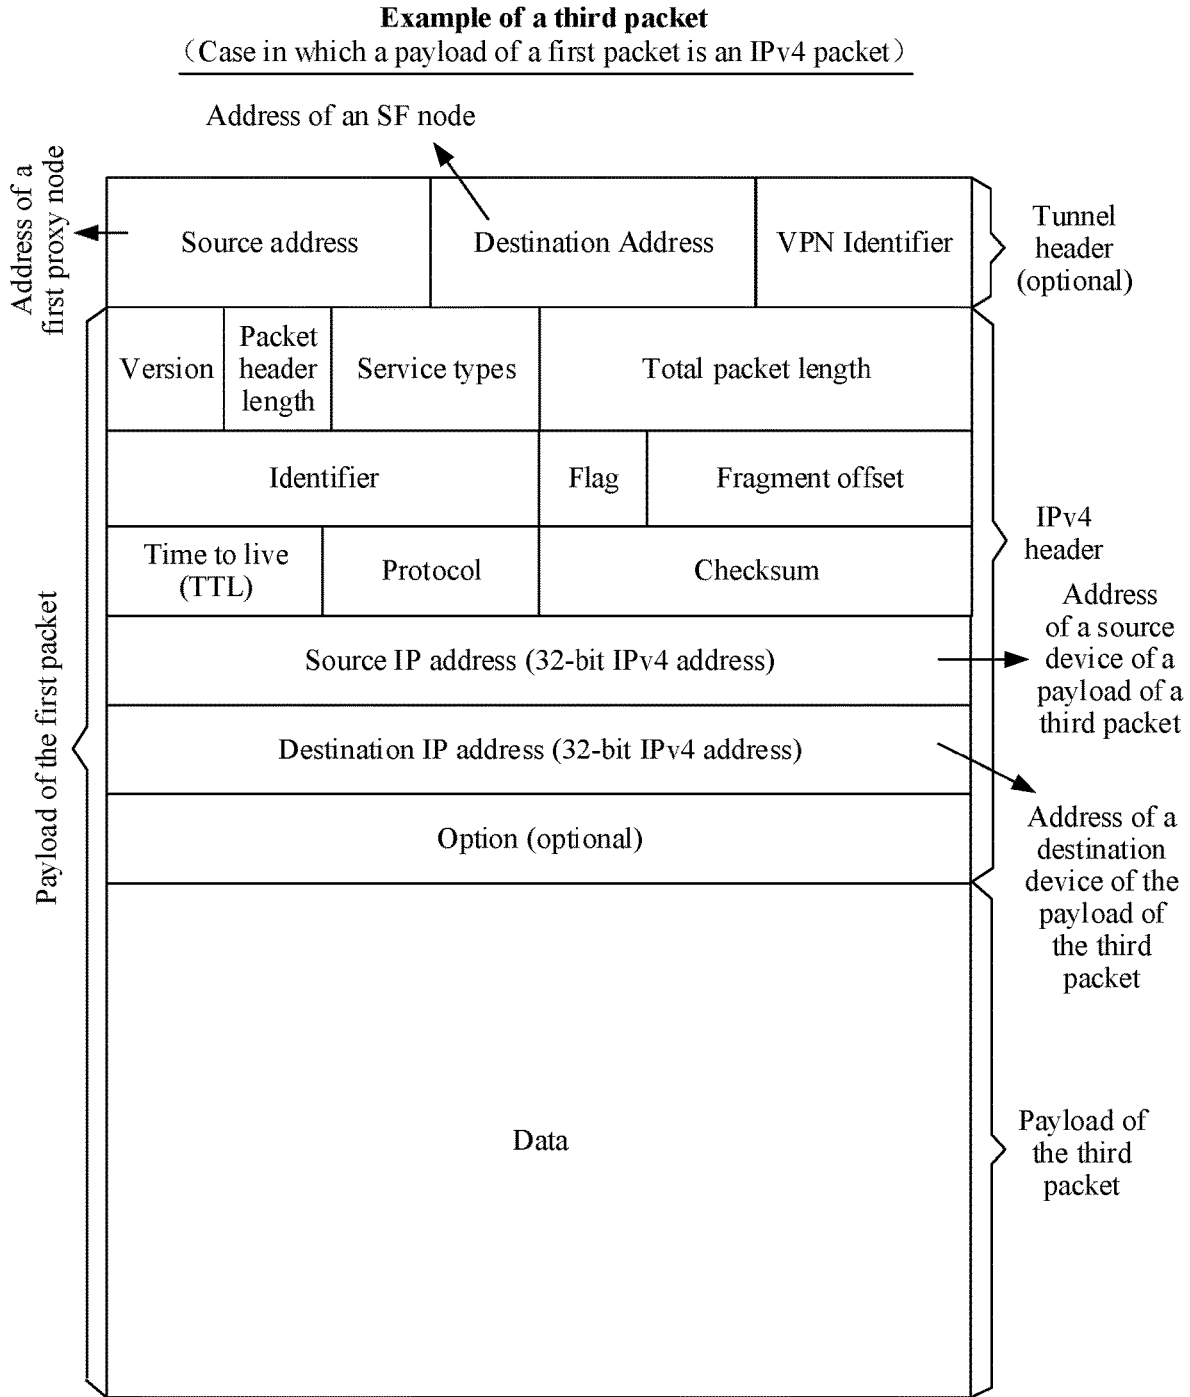 Example of a third packet
（Case in which a payload of a first packet is an IPv4 packet）
Address of an SF node
Address of a
first proxy node
Source address
Destination Address
VPN Identifier
Tunnel
header
(optional)
Version
Packet
header
length
Service types
Total packet length
Identifier
Flag
Fragment offset
IPv4
header
Time to live
(TTL)
Protocol
Checksum
Address
of a source
device of a
payload of a
third packet
Source IP address (32-bit IPv4 address)
Destination IP address (32-bit IPv4 address)
Payload of the first packet
Option (optional)
Address of a
destination
device of the
payload of
the third
packet
Data
Payload of
the third
packet